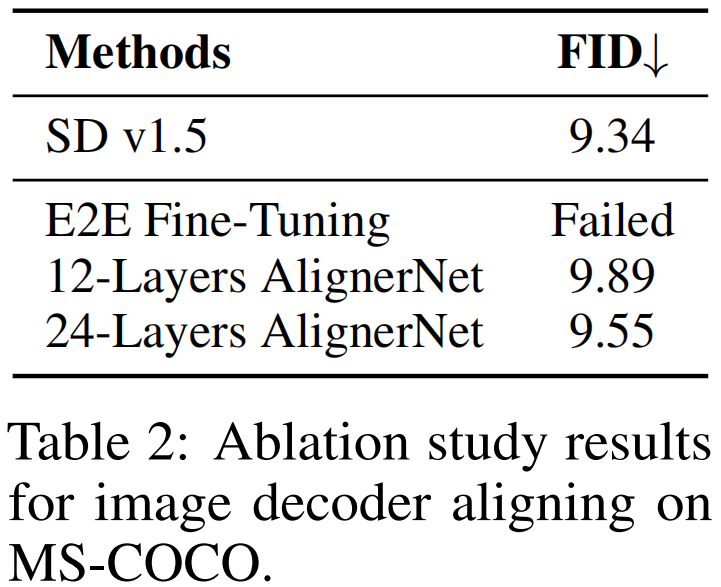 Methods FID↓
SD v1.5 9.34
E2E Fine-Tuning Failed
12-Layers AlignerNet 9.89
24-Layers AlignerNet 9.55
Table 2: Ablation study results
for image decoder aligning on
MS-COCO.